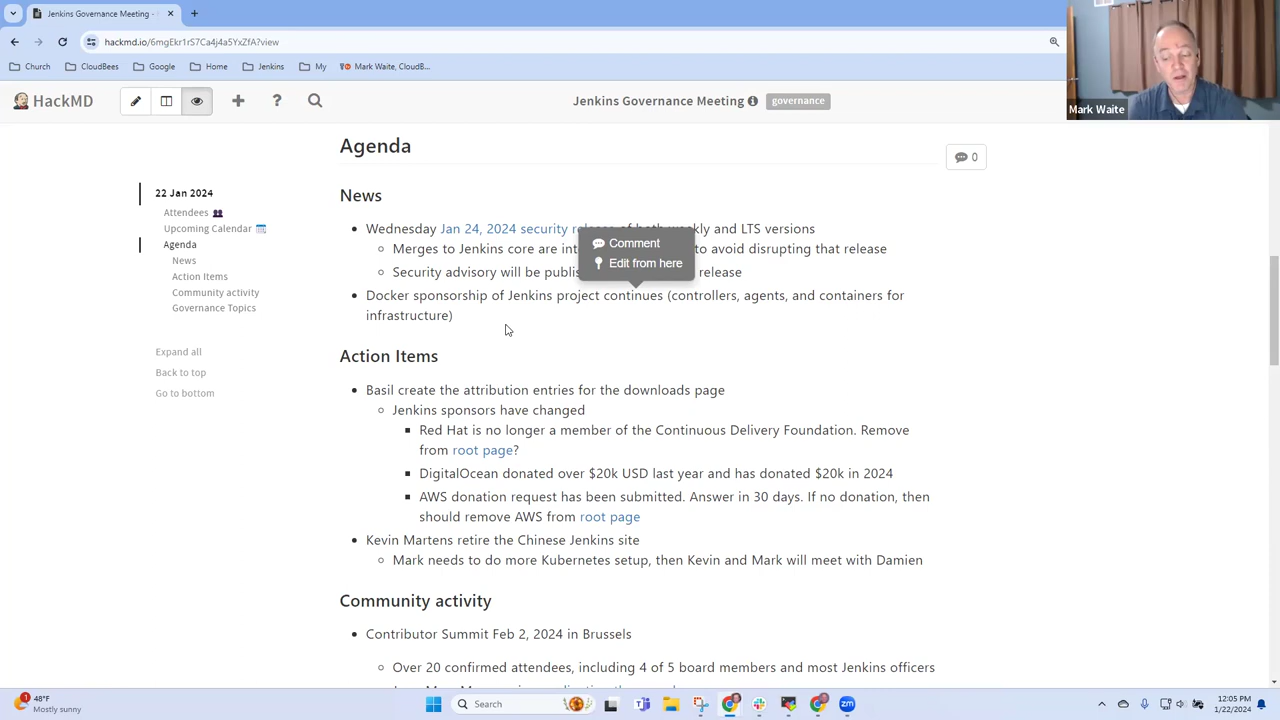 Jenkins Governance Meeting -
hackmd.io/6mgEkr1rS7Ca4j4a5YxZfA?view
Church
CloudBees
Google
Home
Jenkins
My
Mark Waite, CloudB...
HackMD
Jenkins Governance Meeting
governance
Mark Waite
22 Jan 2024
Attendees
Upcoming Calendar
Agenda
News
Action Items
Community activity
Governance Topics
Expand all
Back to top
Go to bottom
Agenda
0
News
Wednesday Jan 24, 2024 security of both weekly and LTS versions
Comment
Merges to Jenkins core are to avoid disrupting that release
Edit from here
Security advisory will be release
Docker sponsorship of Jenkins project continues (controllers, agents, and containers for
infrastructure)
Action Items
Basil create the attribution entries for the downloads page
Jenkins sponsors have changed
Red Hat is no longer a member of the Continuous Delivery Foundation. Remove
from root page?
DigitalOcean donated over $20k USD last year and has donated $20k in 2024
AWS donation request has been submitted. Answer in 30 days. If no donation, then
should remove AWS from root page
Kevin Martens retire the Chinese Jenkins site
Mark needs to do more Kubernetes setup, then Kevin and Mark will meet with Damien
Community activity
Contributor Summit Feb 2, 2024 in Brussels
Over 20 confirmed attendees, including 4 of 5 board members and most Jenkins officers
1
48°F
Mostly sunny
Search
12:05 PM
1/22/2024